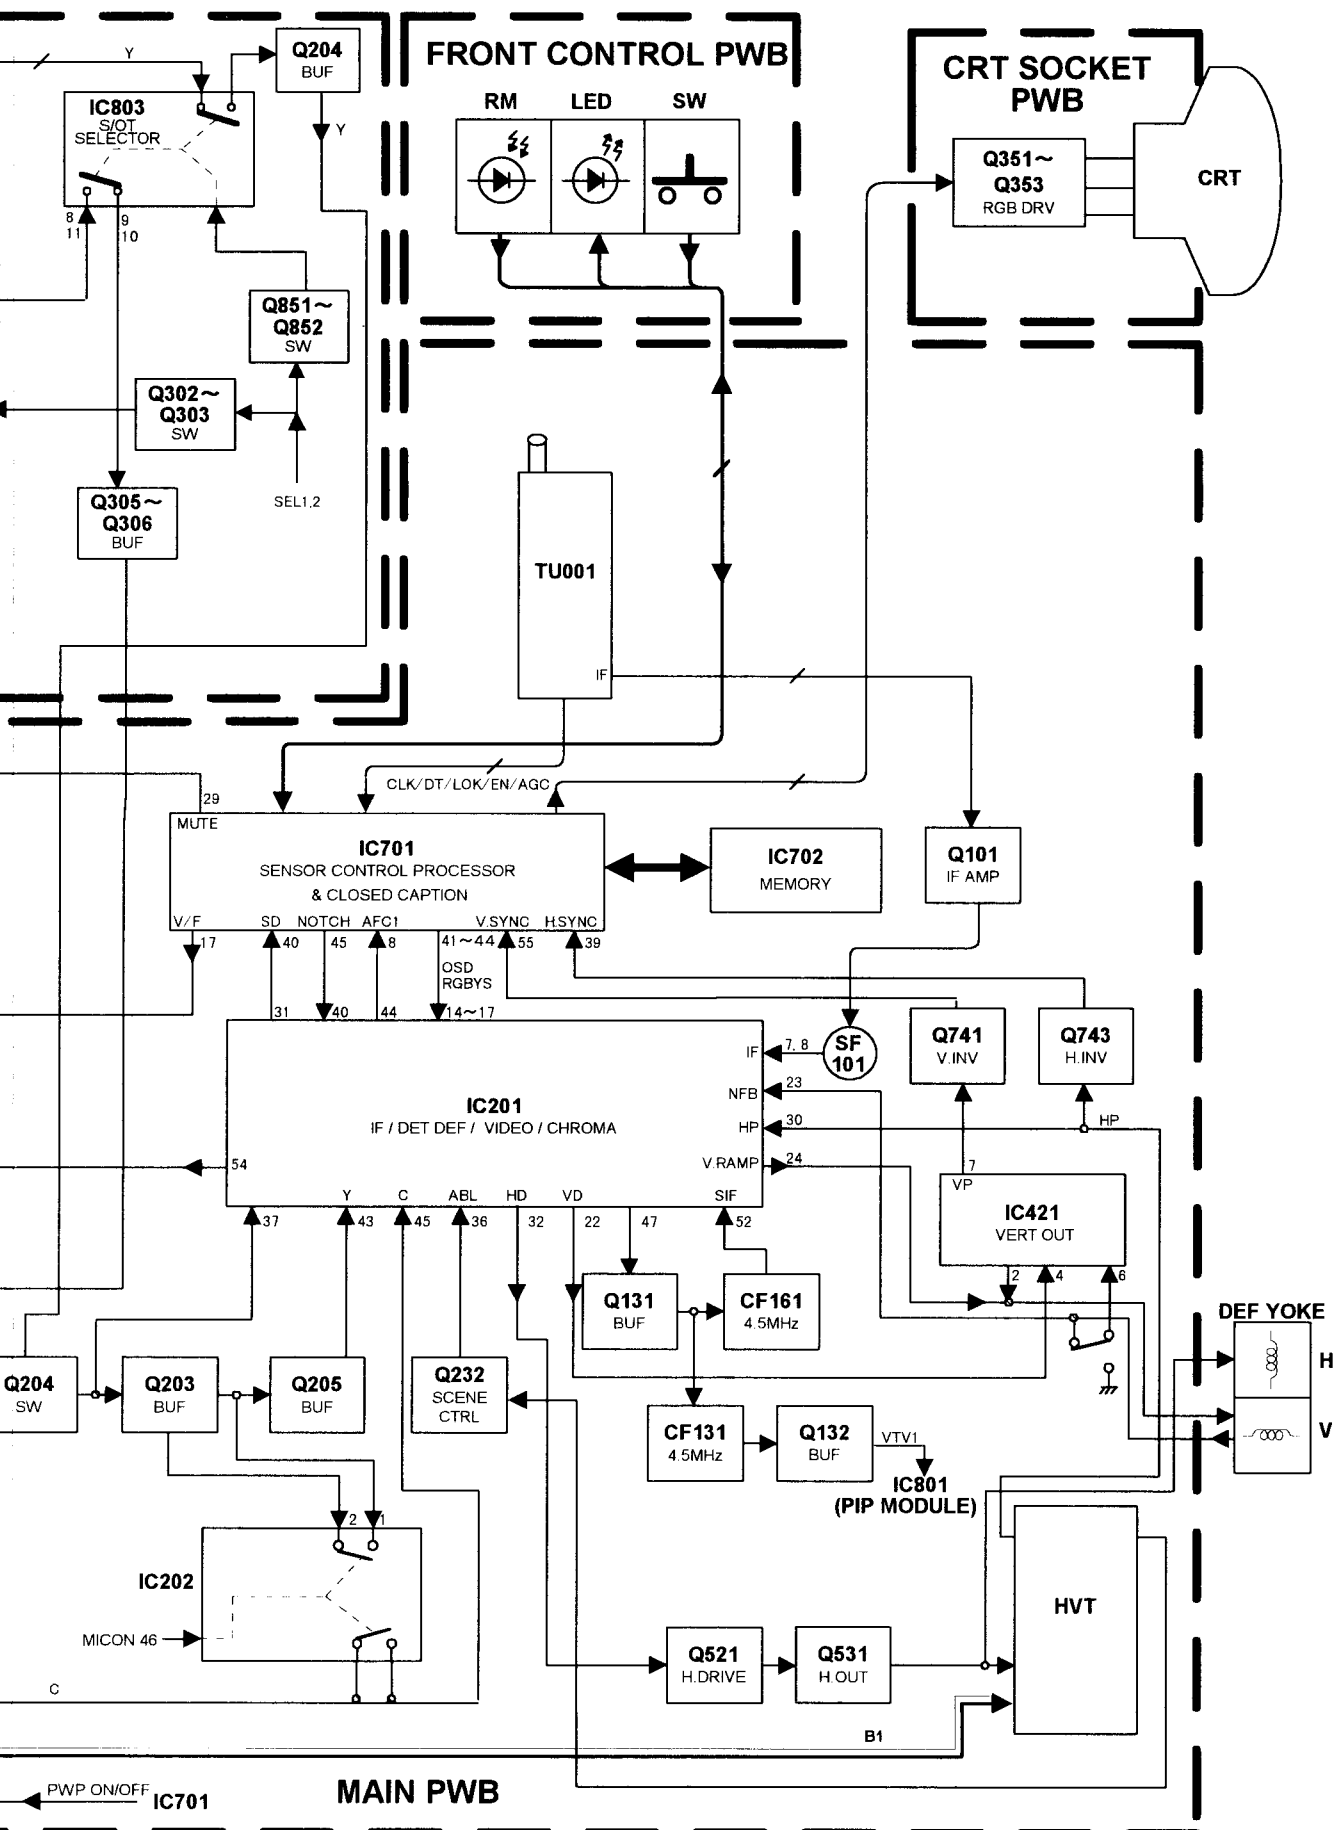 Y
Q204
BUF
IC803
S/OT
SELECTOR
Y
8
11
9
10
Q851~
Q852
SW
Q302~
Q303
SW
SEL1,2
Q305~
Q306
BUF
FRONT CONTROL PWB
RM LED SW
CRT SOCKET
PWB
Q351~
Q353
RGB DRV
CRT
TU001
IF
CLK/DT/LOK/EN/AGC
29
MUTE
IC701
SENSOR CONTROL PROCESSOR
& CLOSED CAPTION
V/F SD NOTCH AFC1 V.SYNC H.SYNC
17 40 45 8 41~44 55 39
OSD
RGBYS
31 40 44 14~17
IC702
MEMORY
Q101
IF AMP
SF
101
Q741
V.INV
Q743
H.INV
IC201
IF / DET DEF / VIDEO / CHROMA
IF 7, 8
NFB 23
HP 30
HP
V.RAMP 24
54
Y C ABL HD VD SIF
37 43 45 36 32 22 47 52
7
VP
IC421
VERT OUT
2 4 6
Q131
BUF
CF161
4.5MHz
DEF YOKE
H
V
Q204
SW
Q203
BUF
Q205
BUF
Q232
SCENE
CTRL
CF131
4.5MHz
Q132
BUF
VTV1
IC801
(PIP MODULE)
2 1
IC202
MICON 46
C
HVT
Q521
H.DRIVE
Q531
H.OUT
B1
PWP ON/OFF
IC701
MAIN PWB